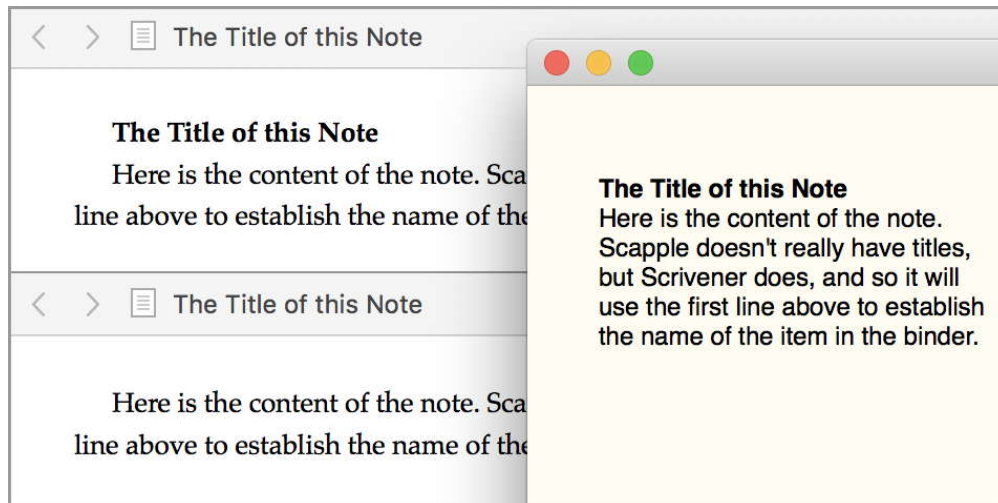 The Title of this Note
The Title of this Note
Here is the content of the note. Sca
line above to establish the name of the
The Title of this Note
Here is the content of the note. Sca
line above to establish the name of the
The Title of this Note
Here is the content of the note.
Scapple doesn't really have titles,
but Scrivener does, and so it will
use the first line above to establish
the name of the item in the binder.